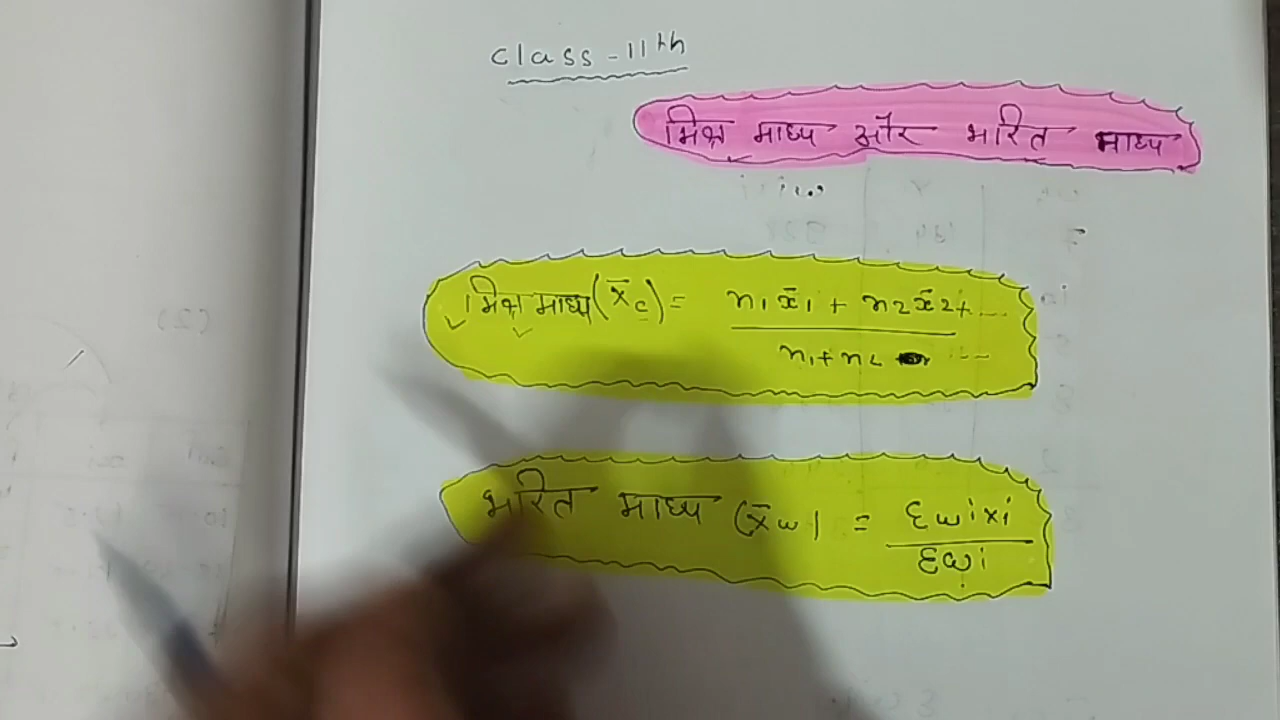 class - 11th
मिश्र माध्य और भारित माध्य
मिश्र माध्य (x̄c) = n1x̄1 + n2x̄2 + ...
n1 + n2 ...
भारित माध्य (x̄w) = Σwixi
Σwi